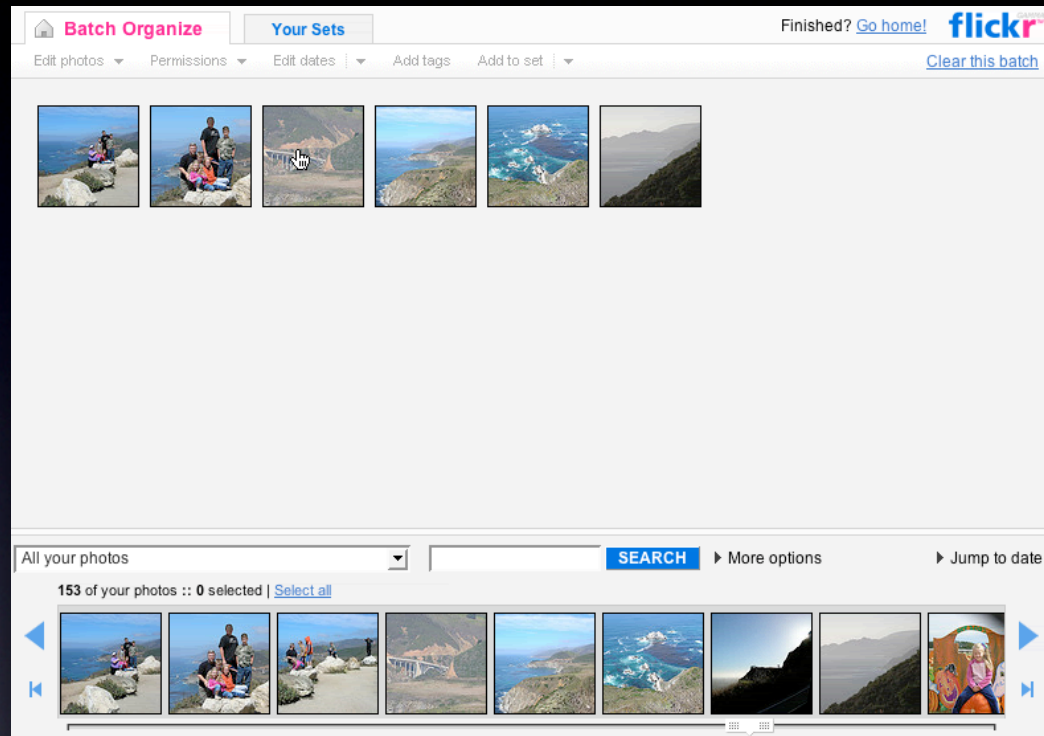 Batch Organize
Your Sets
Finished? Go home!
flickr
Edit photos
Permissions
Edit dates
Add tags
Add to set
Clear this batch
All your photos
SEARCH
More options
Jump to date
153 of your photos :: 0 selected | Select all